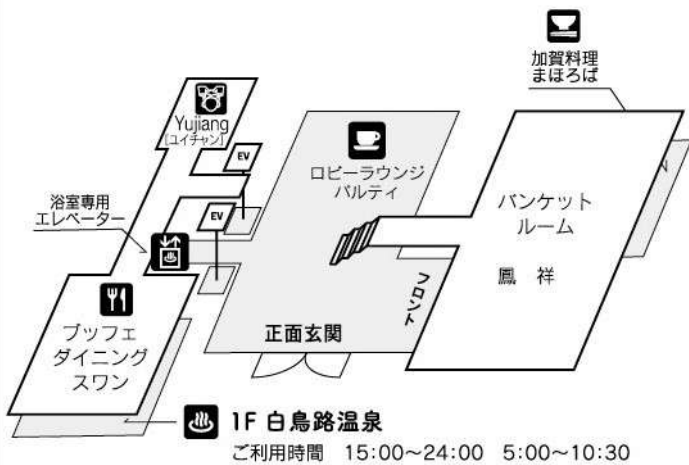 加賀料理
まほろば
Yujiang
[ユイチャン]
EV
ロビーラウンジ
パルティ
浴室専用
エレベーター
EV
バンケット
ルーム
鳳 祥
フロント
ブッフェ
ダイニング
スワン
正面玄関
1F 白鳥路温泉
ご利用時間 15:00～24:00 5:00～10:30